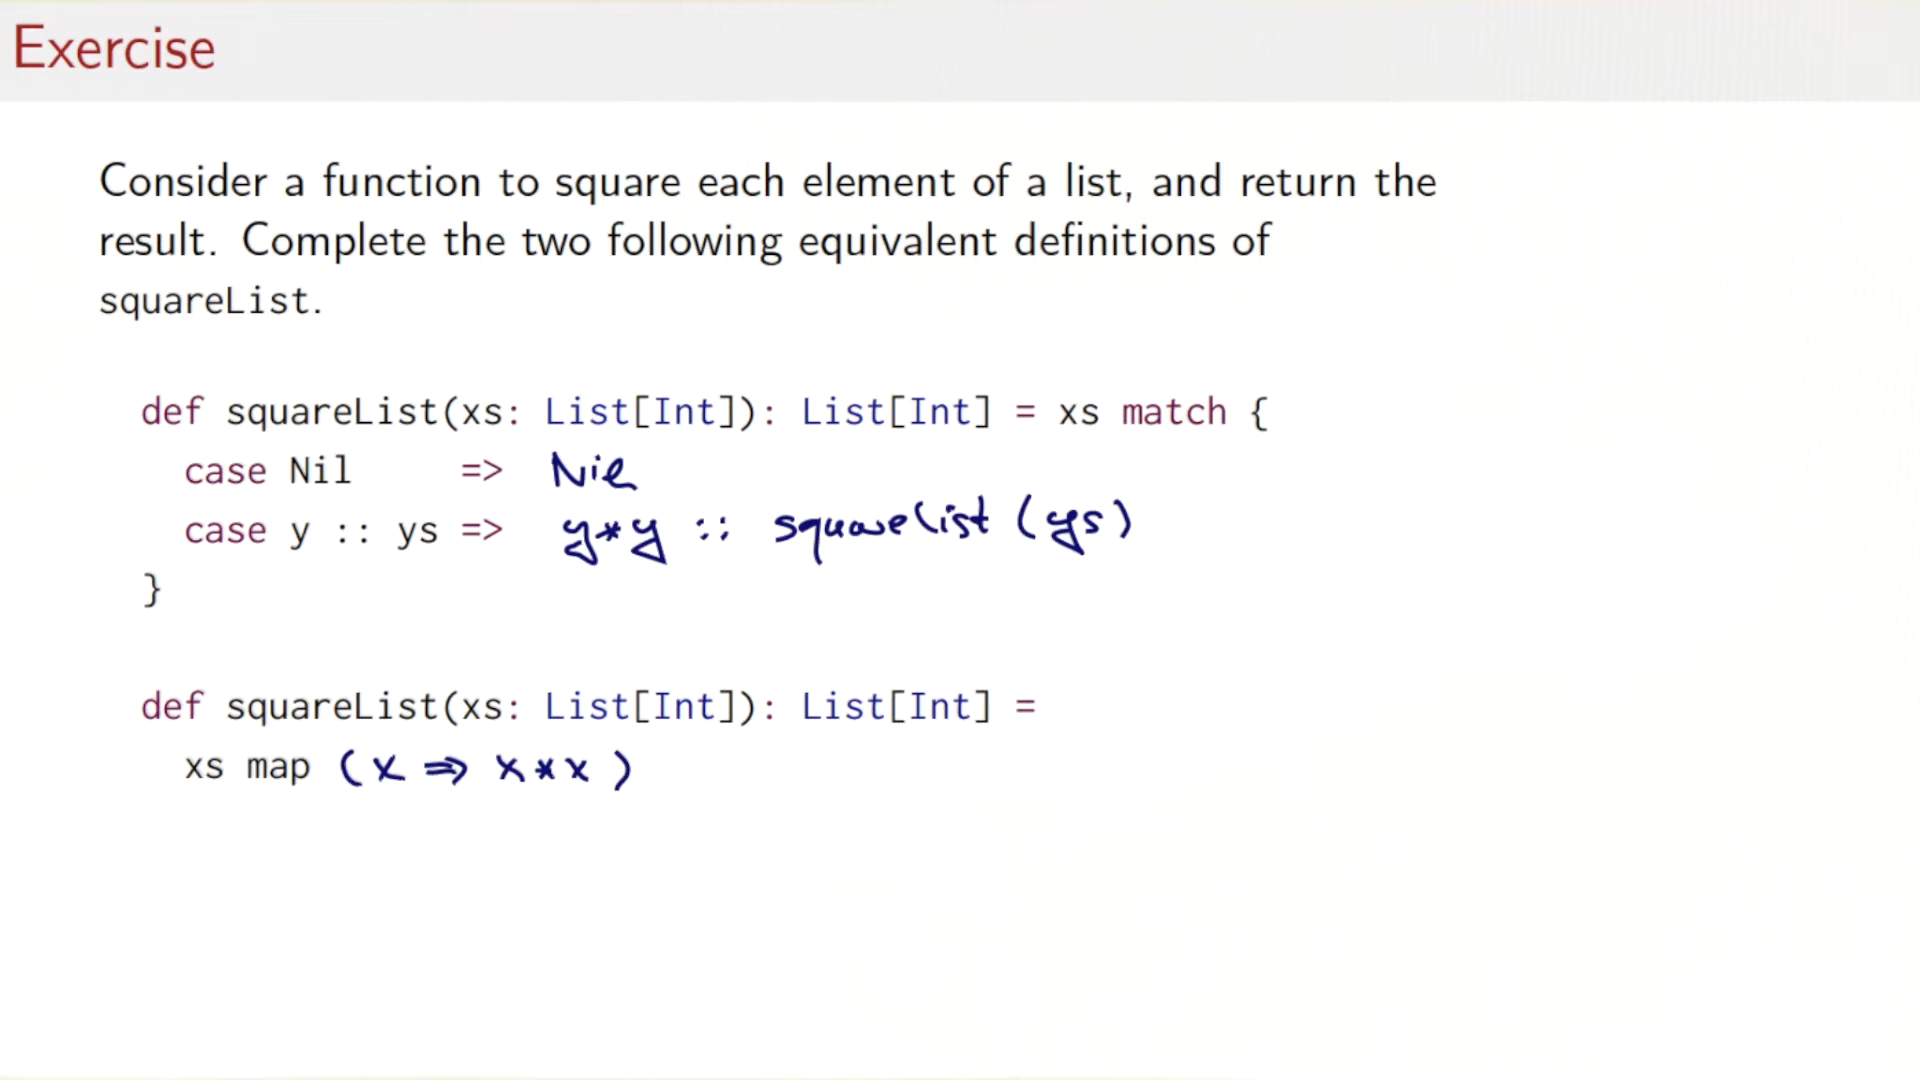 Exercise
Consider a function to square each element of a list, and return the
result. Complete the two following equivalent definitions of
squareList.
def squareList(xs: List[Int]): List[Int] = xs match {
case Nil => Nil
case y :: ys => y*y :: squareList (ys)
}
def squareList(xs: List[Int]): List[Int] =
xs map (x => x*x)